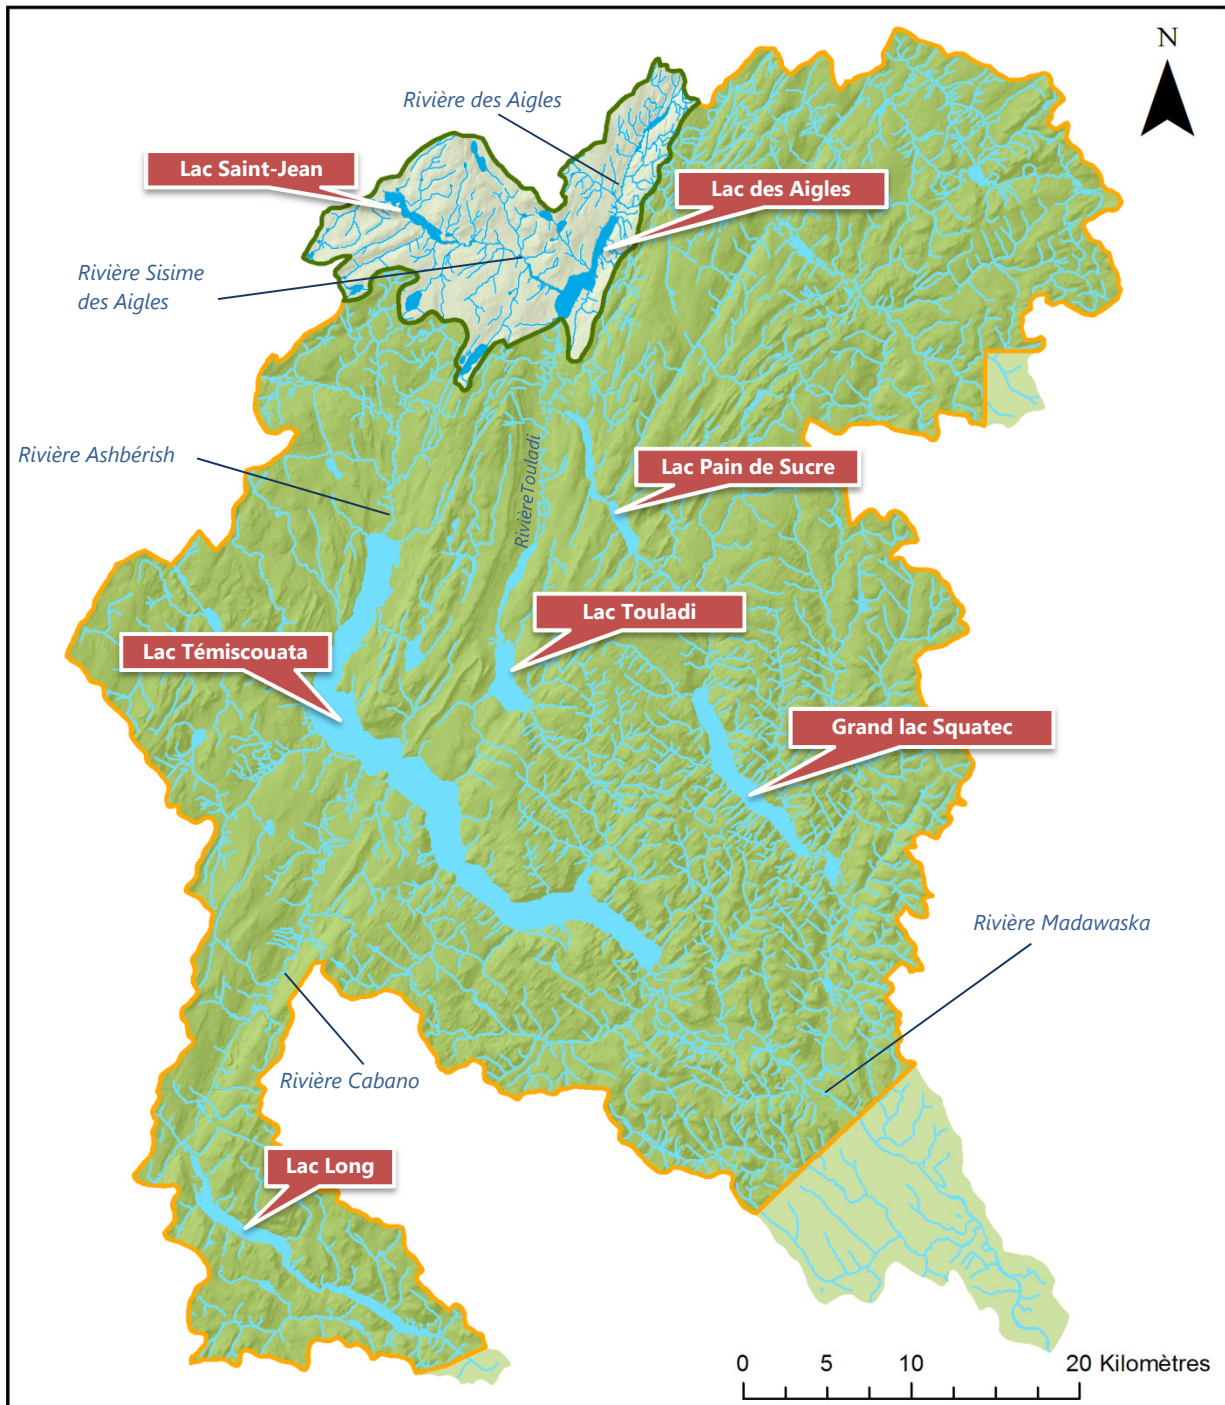 N
Rivière des Aigles
Lac Saint-Jean
Lac des Aigles
Rivière Sisime
des Aigles
Rivière Ashbérish
RivièreTouladi
Lac Pain de Sucre
Lac Touladi
Lac Témiscouata
Grand lac Squatec
Rivière Madawaska
Rivière Cabano
Lac Long
0 5 10 20 Kilomètres